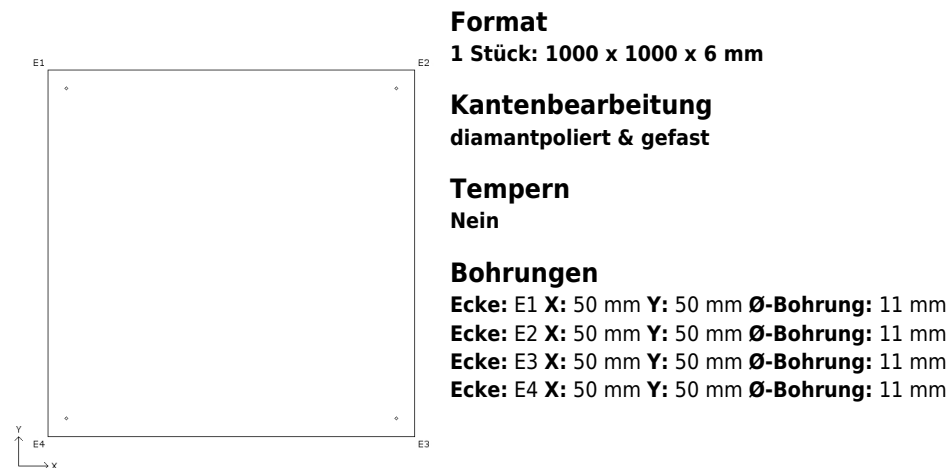 E1
E2
E4
E3
Y
X
Format
1 Stück: 1000 x 1000 x 6 mm
Kantenbearbeitung
diamantpoliert & gefast
Tempern
Nein
Bohrungen
Ecke: E1 X: 50 mm Y: 50 mm Ø-Bohrung: 11 mm
Ecke: E2 X: 50 mm Y: 50 mm Ø-Bohrung: 11 mm
Ecke: E3 X: 50 mm Y: 50 mm Ø-Bohrung: 11 mm
Ecke: E4 X: 50 mm Y: 50 mm Ø-Bohrung: 11 mm